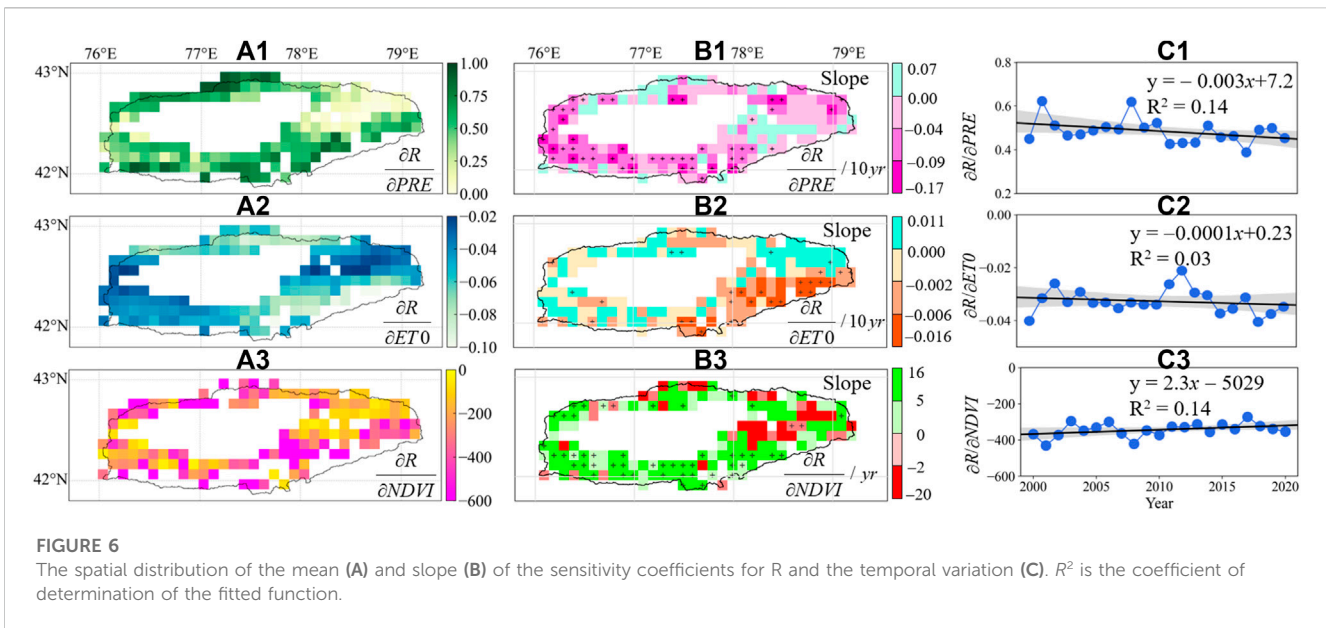 A1
B1
C1
76°E 77°E 78°E 79°E
76°E 77°E 78°E 79°E
43°N
42°N
1.00
0.75
0.50
0.25
0.00
∂R
∂PRE
Slope
∂R
∂PRE / 10 yr
0.07
0.00
−0.04
−0.09
−0.17
∂R/∂PRE
0.8
0.6
0.4
0.2
y = − 0.003x+7.2
R² = 0.14
A2
B2
C2
43°N
42°N
−0.02
−0.04
−0.06
−0.08
−0.10
∂R
∂ET0
Slope
∂R
∂ET0 / 10 yr
0.011
0.000
−0.002
−0.006
−0.016
∂R/∂ET0
0.00
−0.02
−0.04
y = −0.0001x+0.23
R² = 0.03
A3
B3
C3
43°N
42°N
0
−200
−400
−600
∂R
∂NDVI
Slope
∂R
∂NDVI / yr
16
5
0
−2
−20
76°E 77°E 78°E 79°E
∂R/∂NDVI
0
−200
−400
−600
y = 2.3x − 5029
R² = 0.14
2000 2005 2010 2015 2020
Year
FIGURE 6
The spatial distribution of the mean (A) and slope (B) of the sensitivity coefficients for R and the temporal variation (C). R² is the coefficient of
determination of the fitted function.